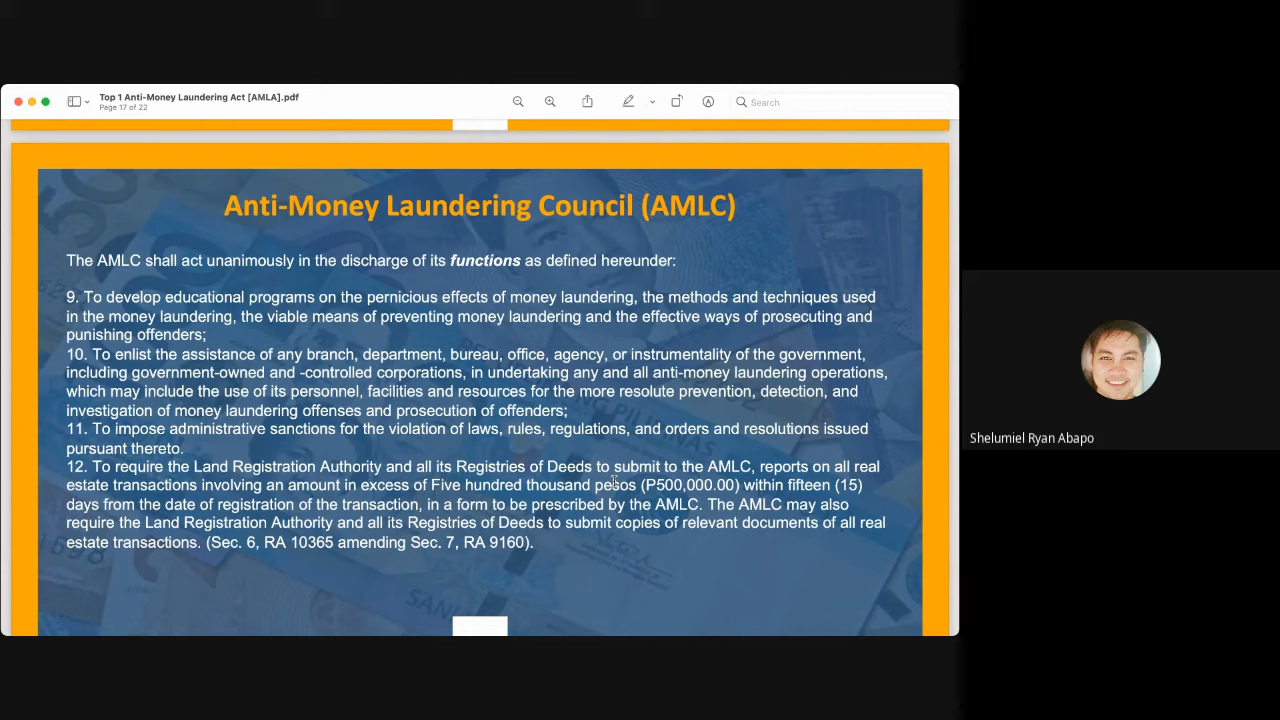 Top 1 Anti-Money Laundering Act [AMLA].pdf
Page 17 of 22
Search
Anti-Money Laundering Council (AMLC)
The AMLC shall act unanimously in the discharge of its functions as defined hereunder:
9. To develop educational programs on the pernicious effects of money laundering, the methods and techniques used
in the money laundering, the viable means of preventing money laundering and the effective ways of prosecuting and
punishing offenders;
10. To enlist the assistance of any branch, department, bureau, office, agency, or instrumentality of the government,
including government-owned and -controlled corporations, in undertaking any and all anti-money laundering operations,
which may include the use of its personnel, facilities and resources for the more resolute prevention, detection, and
investigation of money laundering offenses and prosecution of offenders;
11. To impose administrative sanctions for the violation of laws, rules, regulations, and orders and resolutions issued
pursuant thereto.
12. To require the Land Registration Authority and all its Registries of Deeds to submit to the AMLC, reports on all real
estate transactions involving an amount in excess of Five hundred thousand pesos (P500,000.00) within fifteen (15)
days from the date of registration of the transaction, in a form to be prescribed by the AMLC. The AMLC may also
require the Land Registration Authority and all its Registries of Deeds to submit copies of relevant documents of all real
estate transactions. (Sec. 6, RA 10365 amending Sec. 7, RA 9160).
Shelumiel Ryan Abapo